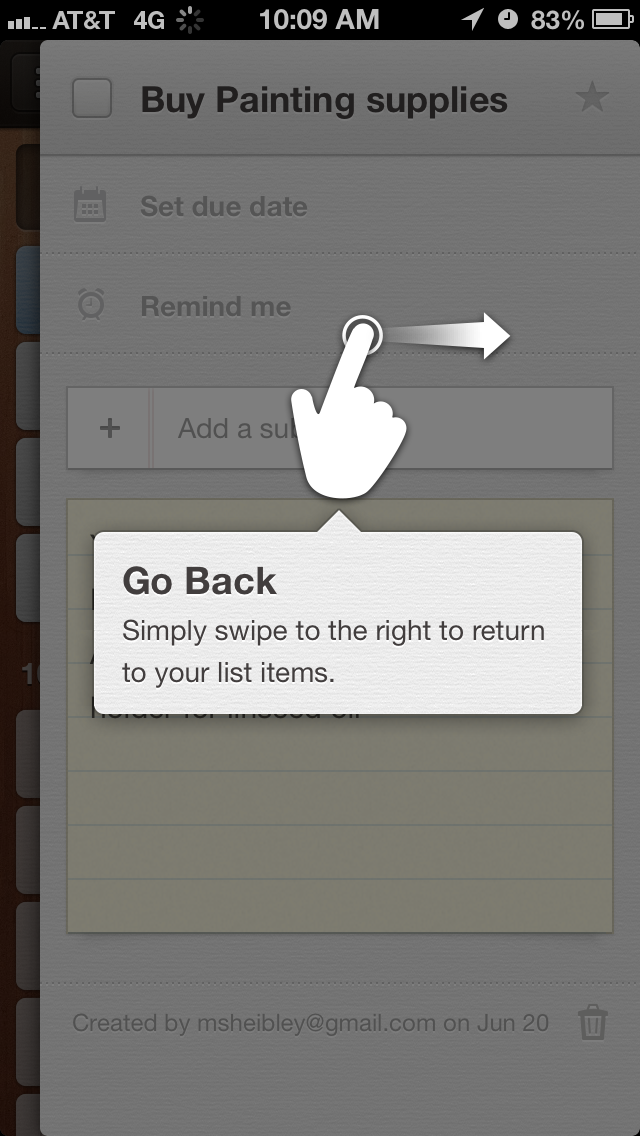 AT&T 4G 10:09 AM 83%
Buy Painting supplies
Set due date
Remind me
+ Add a sub
Go Back
Simply swipe to the right to return
to your list items.
holder for linseed oil
Created by msheibley@gmail.com on Jun 20